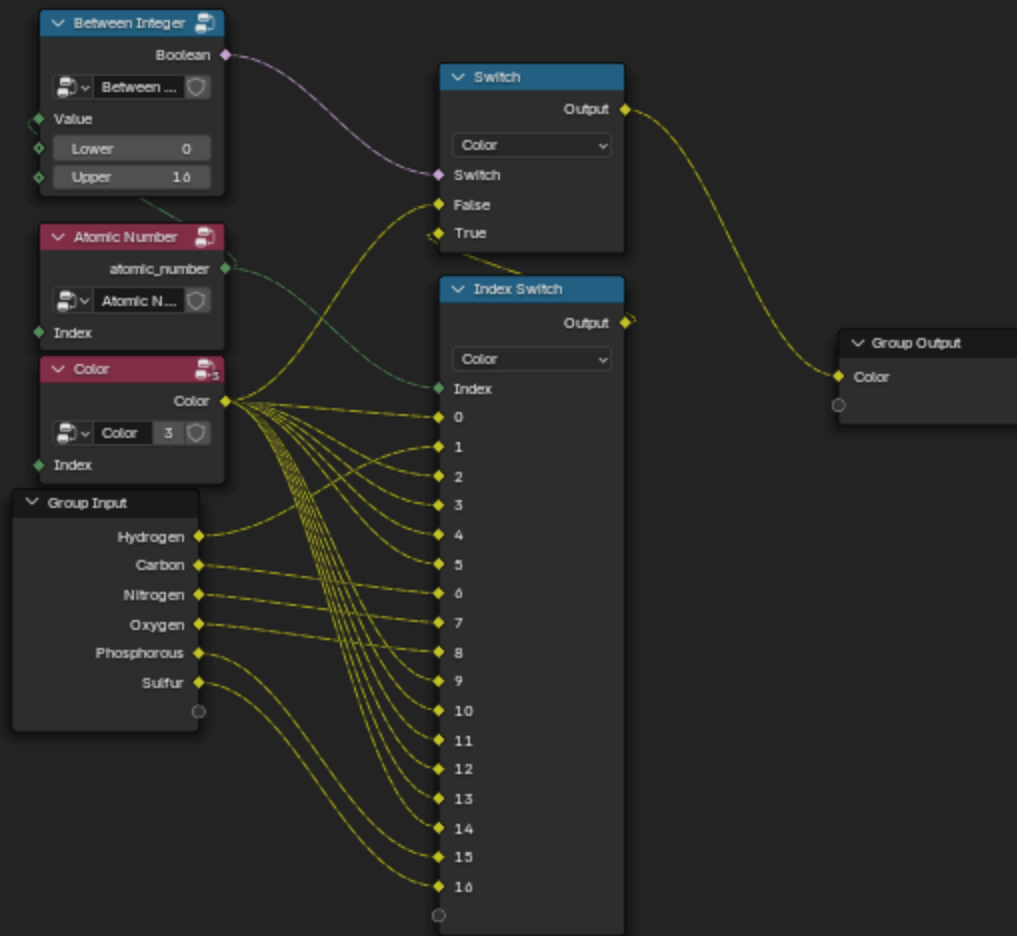 Between Integer
Boolean
Between ...
Value
Lower 0
Upper 16
Atomic Number
atomic_number
Atomic N...
Index
Color 3
Color
Color 3
Index
Group Input
Hydrogen
Carbon
Nitrogen
Oxygen
Phosphorous
Sulfur
Switch
Output
Color
Switch
False
True
Index Switch
Output
Color
Index
0
1
2
3
4
5
6
7
8
9
10
11
12
13
14
15
16
Group Output
Color